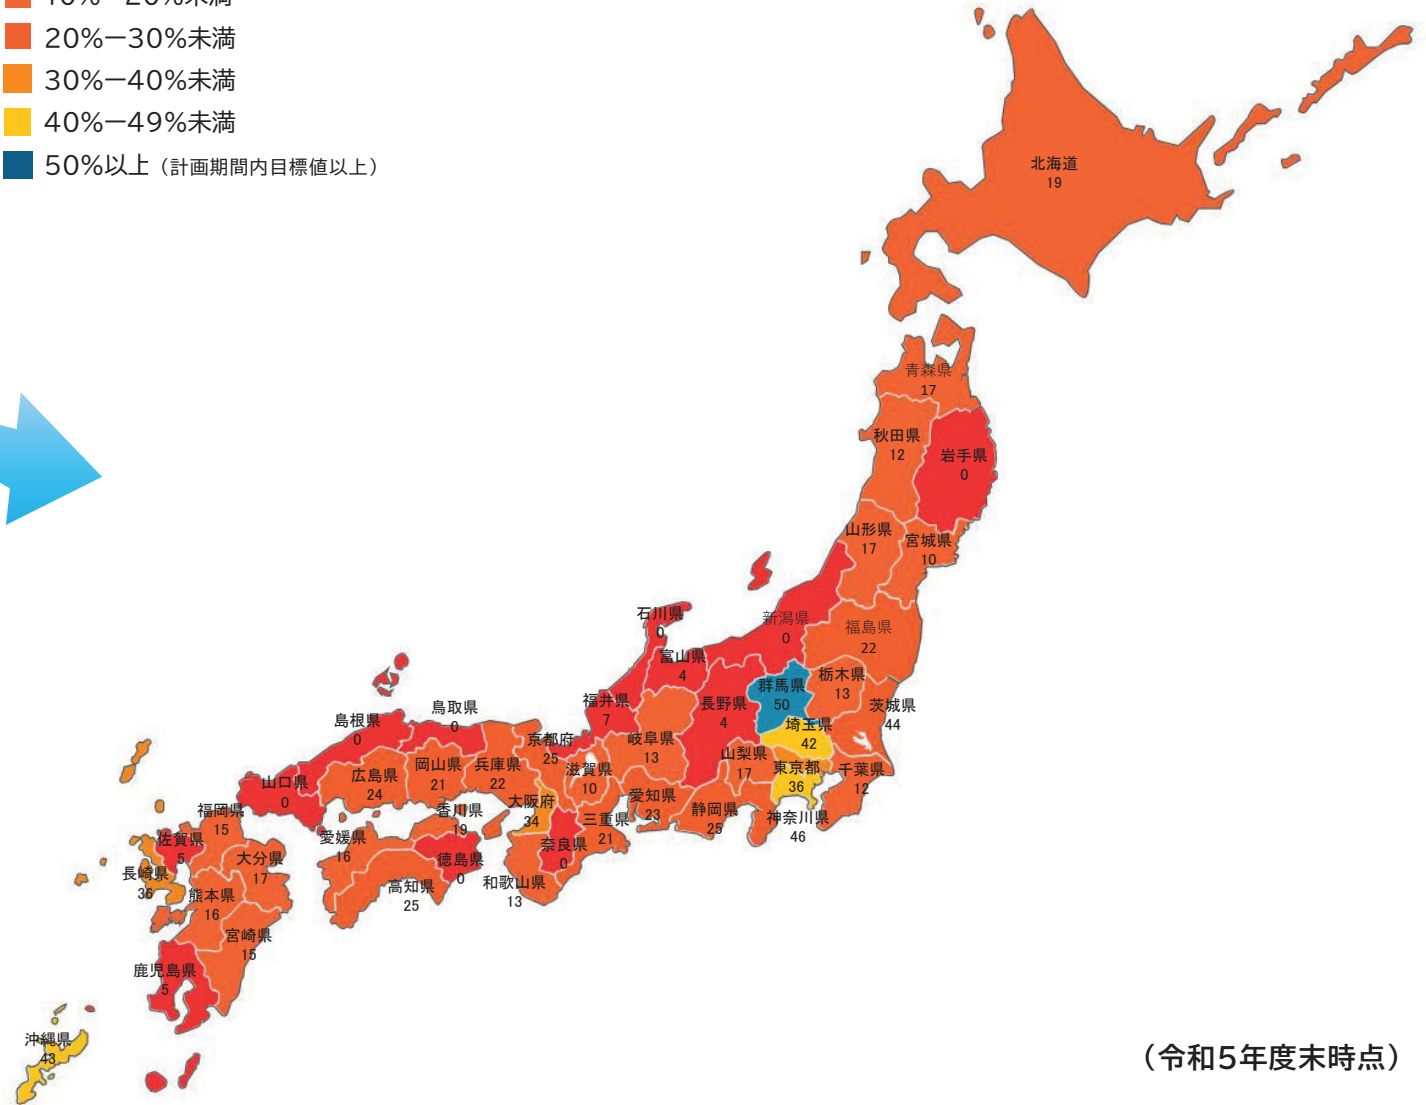 20%ー30%未満
30%ー40%未満
40%ー49%未満
50%以上（計画期間内目標値以上）
北海道
19
青森県
17
秋田県
12
岩手県
0
山形県
17
宮城県
10
石川県
0
新潟県
0
福島県
22
富山県
4
群馬県
50
栃木県
13
茨城県
44
福井県
7
長野県
4
埼玉県
42
鳥取県
0
島根県
0
京都府
25
岐阜県
13
山梨県
17
東京都
36
千葉県
12
山口県
0
広島県
24
岡山県
21
兵庫県
22
滋賀県
10
大阪府
34
愛知県
23
静岡県
25
神奈川県
46
福岡県
15
香川県
19
三重県
21
佐賀県
5
愛媛県
16
奈良県
0
大分県
17
徳島県
0
長崎県
36
高知県
25
和歌山県
13
熊本県
16
宮崎県
15
鹿児島県
5
沖縄県
43
（令和5年度末時点）